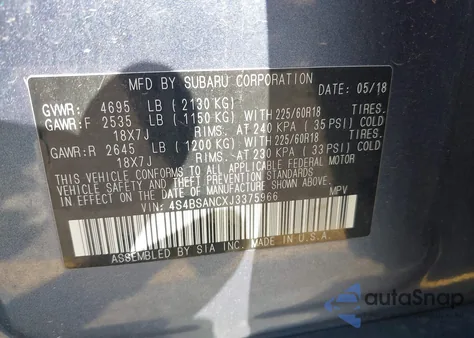 MFD BY SUBARU CORPORATION
DATE: 05/18
GVWR: 4695 LB (2130 KG)
GAWR:F 2535 LB (1150 KG) WITH 225/60R18 TIRES.
18X7J RIMS. AT 240 KPA (35 PSI) COLD.
GAWR:R 2645 LB (1200 KG) WITH 225/60R18 TIRES.
18X7J RIMS. AT 230 KPA (33 PSI) COLD.
THIS VEHICLE CONFORMS TO ALL APPLICABLE FEDERAL MOTOR
VEHICLE SAFETY STANDARDS IN EFFECT ON THE DATE OF
MANUFACTURE SHOWN ABOVE.
VIN: 4S4BSANCXJ3375966 MPV
ASSEMBLED BY SIA INC. MADE IN U.S.A.
autoSnap